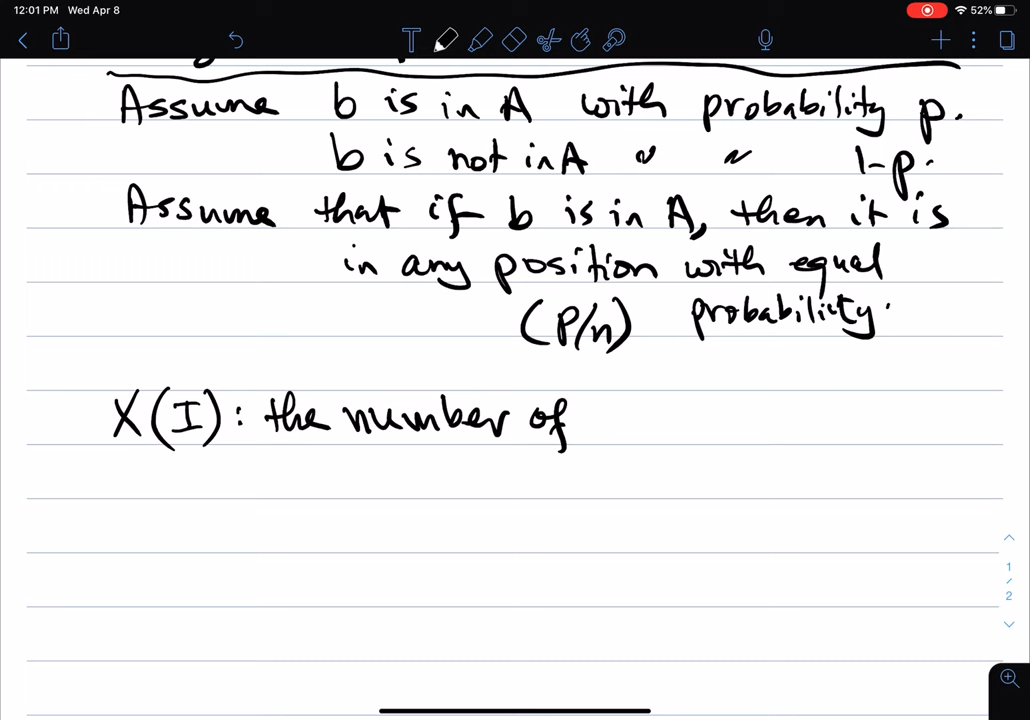 12:01 PM Wed Apr 8
52%
Assume b is in A with probability p.
b is not in A " " 1-p.
Assume that if b is in A, then it is
in any position with equal
(P/n) probability.
X(I): the number of
1
/
2